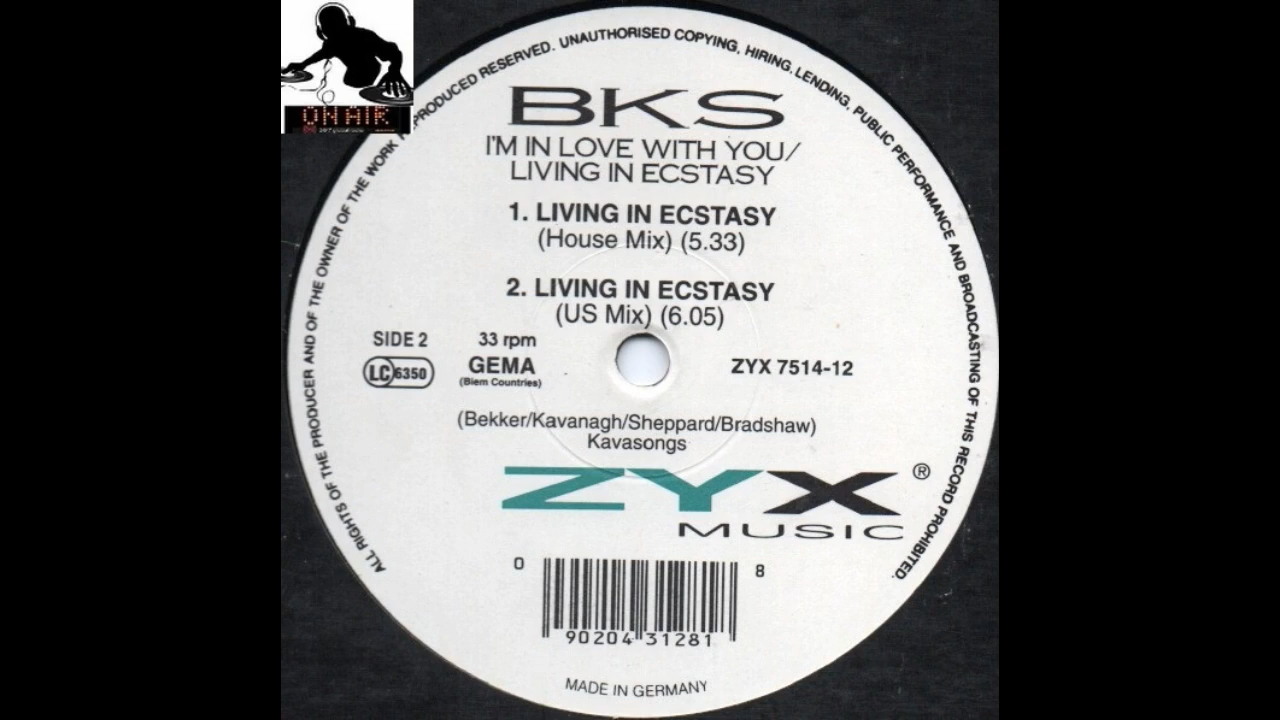 ON AIR
ALL RIGHTS OF THE PRODUCER AND OF THE OWNER OF THE WORK REPRODUCED RESERVED. UNAUTHORISED COPYING, HIRING, LENDING, PUBLIC PERFORMANCE AND BROADCASTING OF THIS RECORD PROHIBITED.
BKS
I'M IN LOVE WITH YOU/
LIVING IN ECSTASY
1. LIVING IN ECSTASY
(House Mix) (5.33)
2. LIVING IN ECSTASY
(US Mix) (6.05)
SIDE 2 33 rpm
LC 6350 GEMA ZYX 7514-12
(Biem Countries)
(Bekker/Kavanagh/Sheppard/Bradshaw)
Kavasongs
ZYX ®
MUSIC
0 8
90204 31281
MADE IN GERMANY